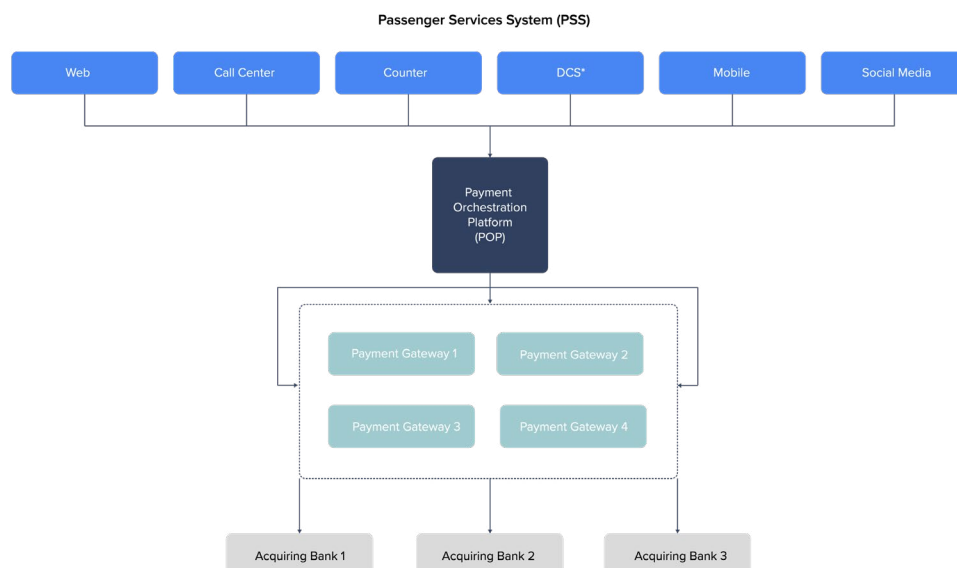 Passenger Services System (PSS)
Web
Call Center
Counter
DCS*
Mobile
Social Media
Payment
Orchestration
Platform
(POP)
Payment Gateway 1
Payment Gateway 2
Payment Gateway 3
Payment Gateway 4
Acquiring Bank 1
Acquiring Bank 2
Acquiring Bank 3